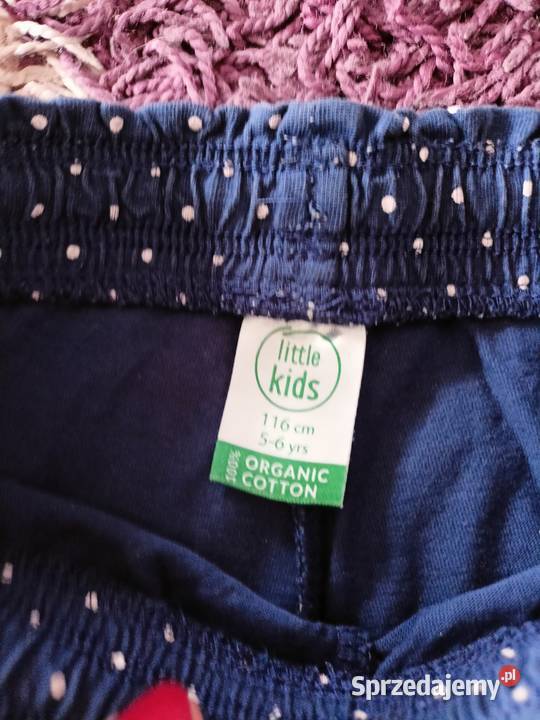 little
kids
116 cm
5-6 yrs
100% ORGANIC
COTTON
Sprzedajemy.pl